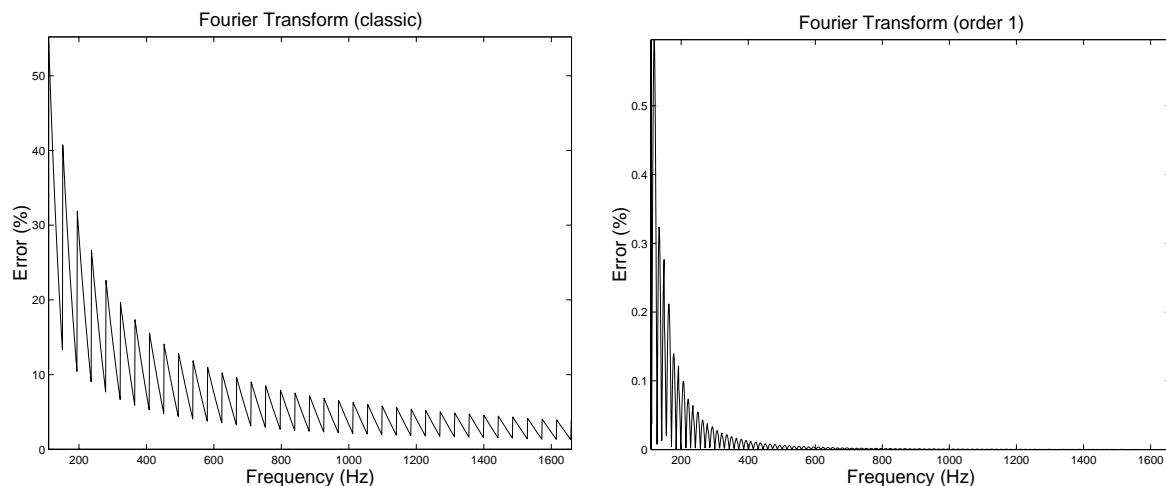 Fourier Transform (classic)
50
40
30
20
10
0
Error (%)
200 400 600 800 1000 1200 1400 1600
Frequency (Hz)
Fourier Transform (order 1)
0.5
0.4
0.3
0.2
0.1
0
Error (%)
200 400 600 800 1000 1200 1400 1600
Frequency (Hz)